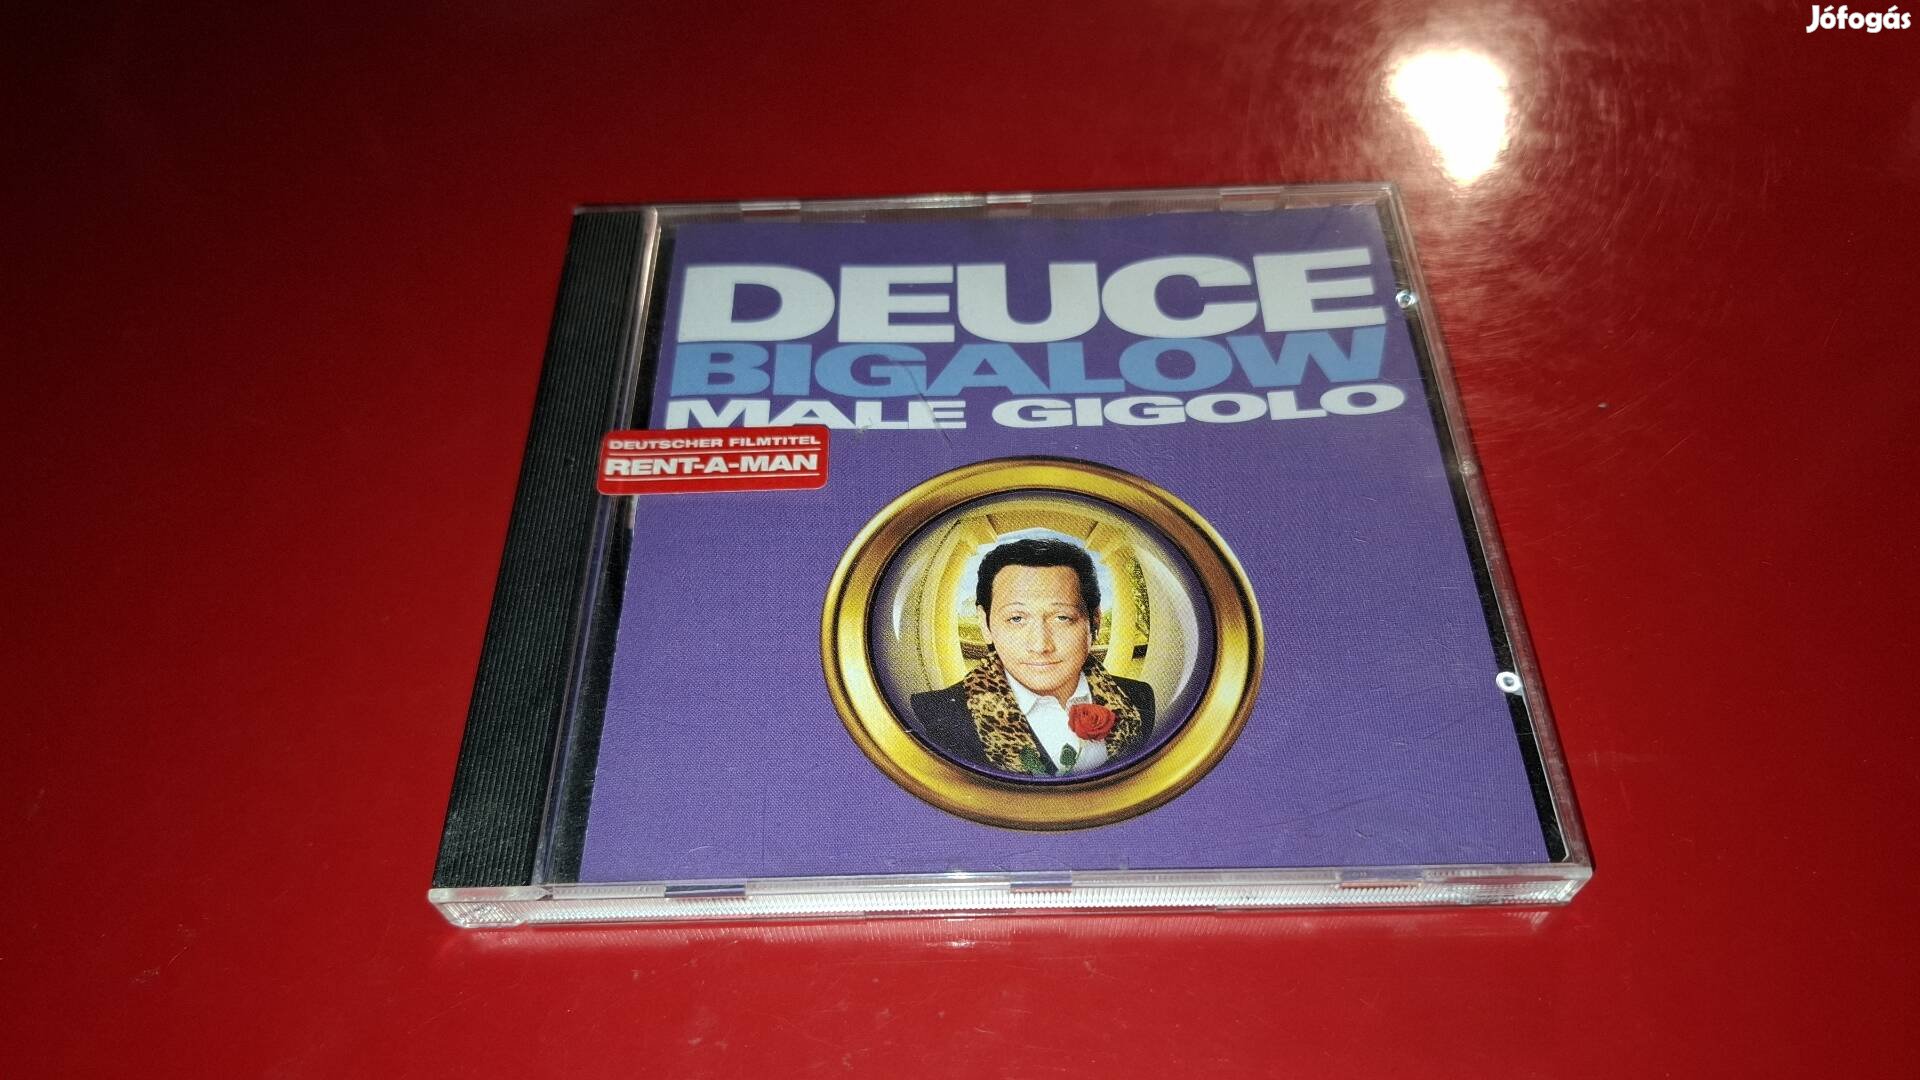 Jófogás
DEUCE
BIGALOW
MALE GIGOLO
DEUTSCHER FILMTITEL
RENT-A-MAN